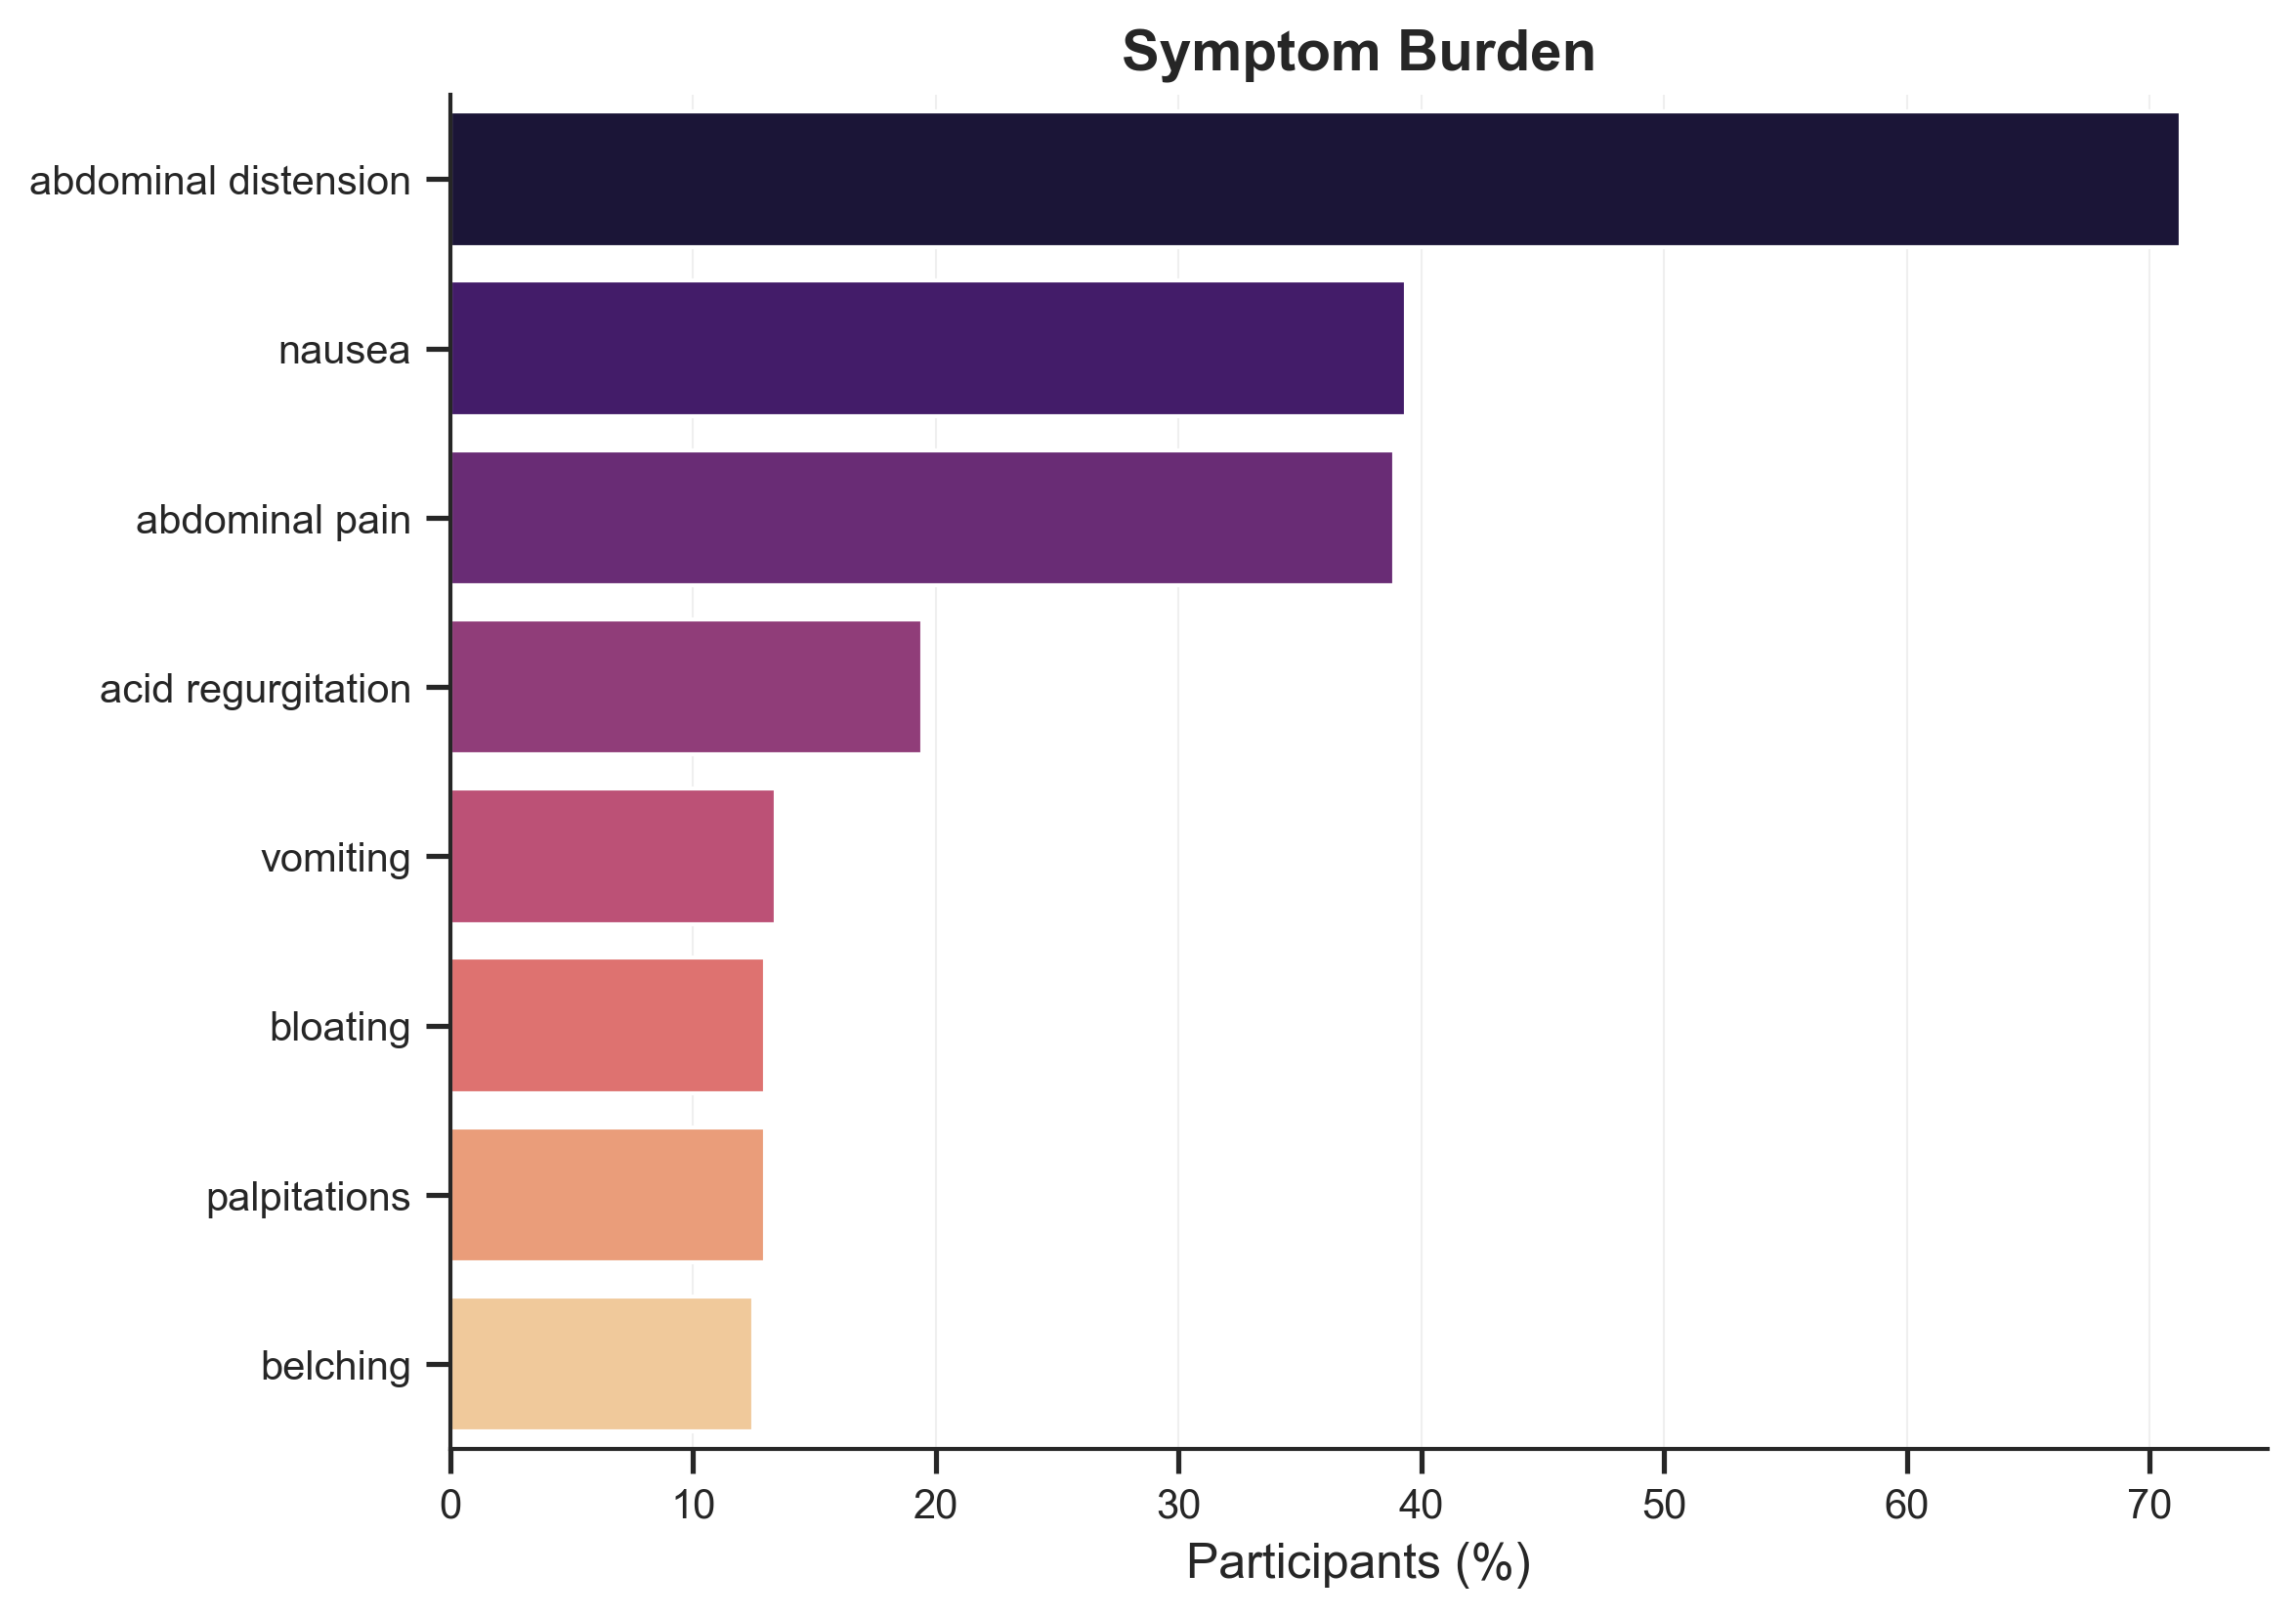 Symptom Burden
abdominal distension
nausea
abdominal pain
acid regurgitation
vomiting
bloating
palpitations
belching
0 10 20 30 40 50 60 70
Participants (%)